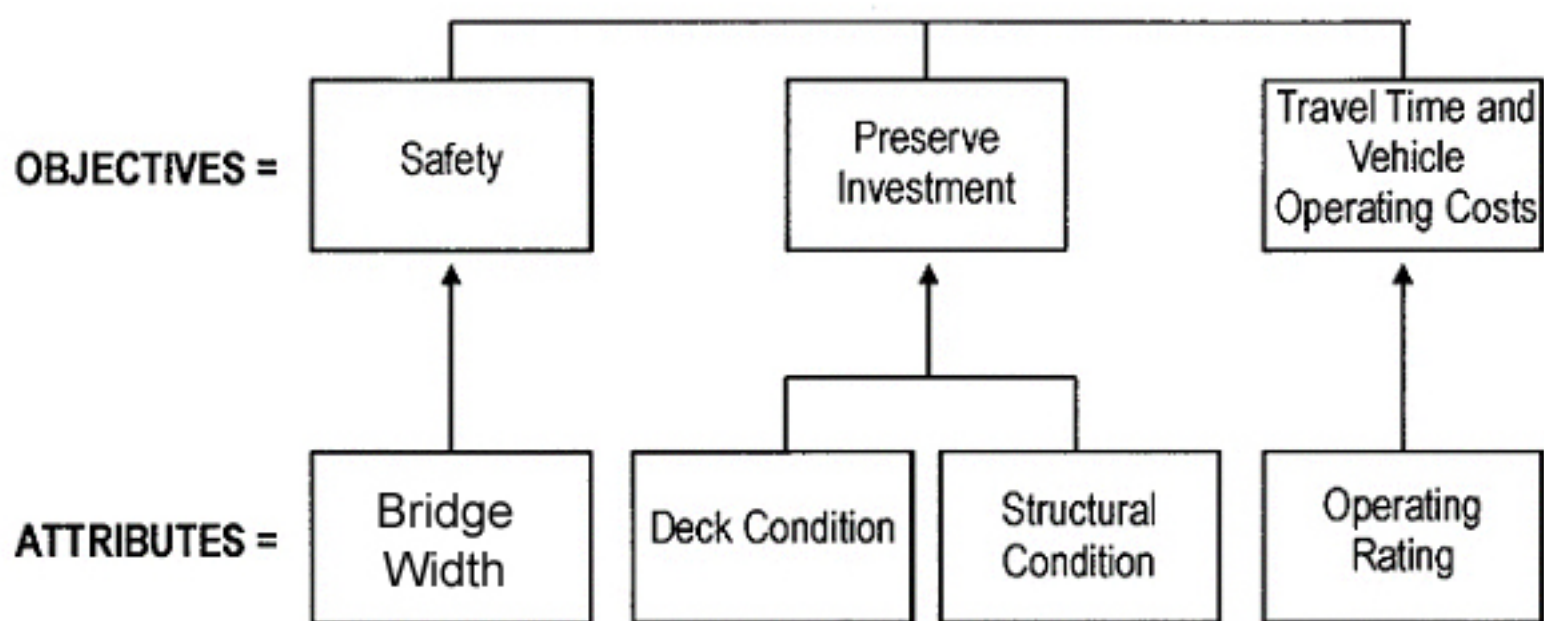 OBJECTIVES =
Safety
Preserve
Investment
Travel Time and
Vehicle
Operating Costs
ATTRIBUTES =
Bridge
Width
Deck Condition
Structural
Condition
Operating
Rating